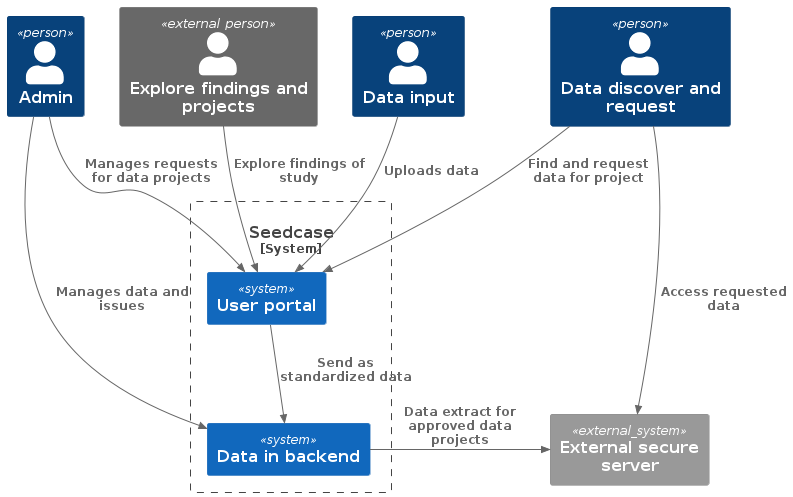 «person»
Admin
«external_person»
Explore findings and
projects
«person»
Data input
«person»
Data discover and
request
Manages requests
for data projects
Explore findings of
study
Uploads data
Find and request
data for project
Seedcase
[System]
«system»
User portal
Manages data and
issues
Access requested
data
Send as
standardized data
«system»
Data in backend
Data extract for
approved data
projects
«external_system»
External secure
server